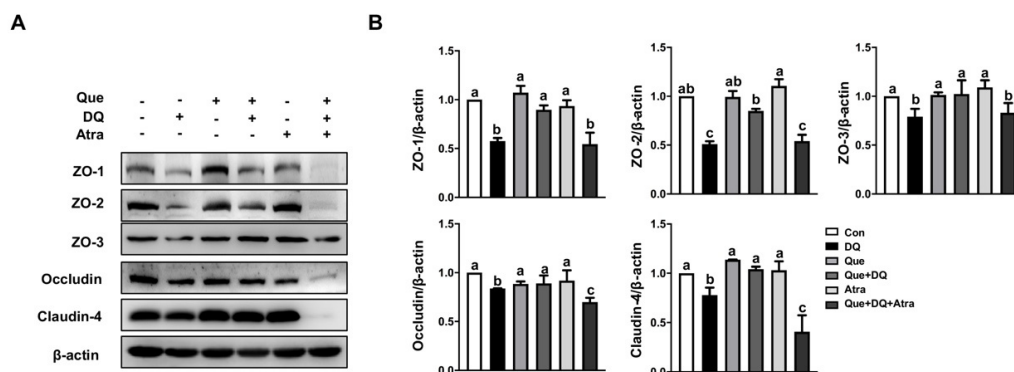 A
Que - - + + - +
DQ - + - + - +
Atra - - - - + +
ZO-1
ZO-2
ZO-3
Occludin
Claudin-4
β-actin
B
ZO-1/β-actin
1.5
1.0
0.5
0.0
a b a a a b
ZO-2/β-actin
1.5
1.0
0.5
0.0
ab c ab b a c
ZO-3/β-actin
1.5
1.0
0.5
0.0
a b a a a b
Occludin/β-actin
1.5
1.0
0.5
0.0
a b a a a c
Claudin-4/β-actin
1.5
1.0
0.5
0.0
a b a a a c
Con
DQ
Que
Que+DQ
Atra
Que+DQ+Atra